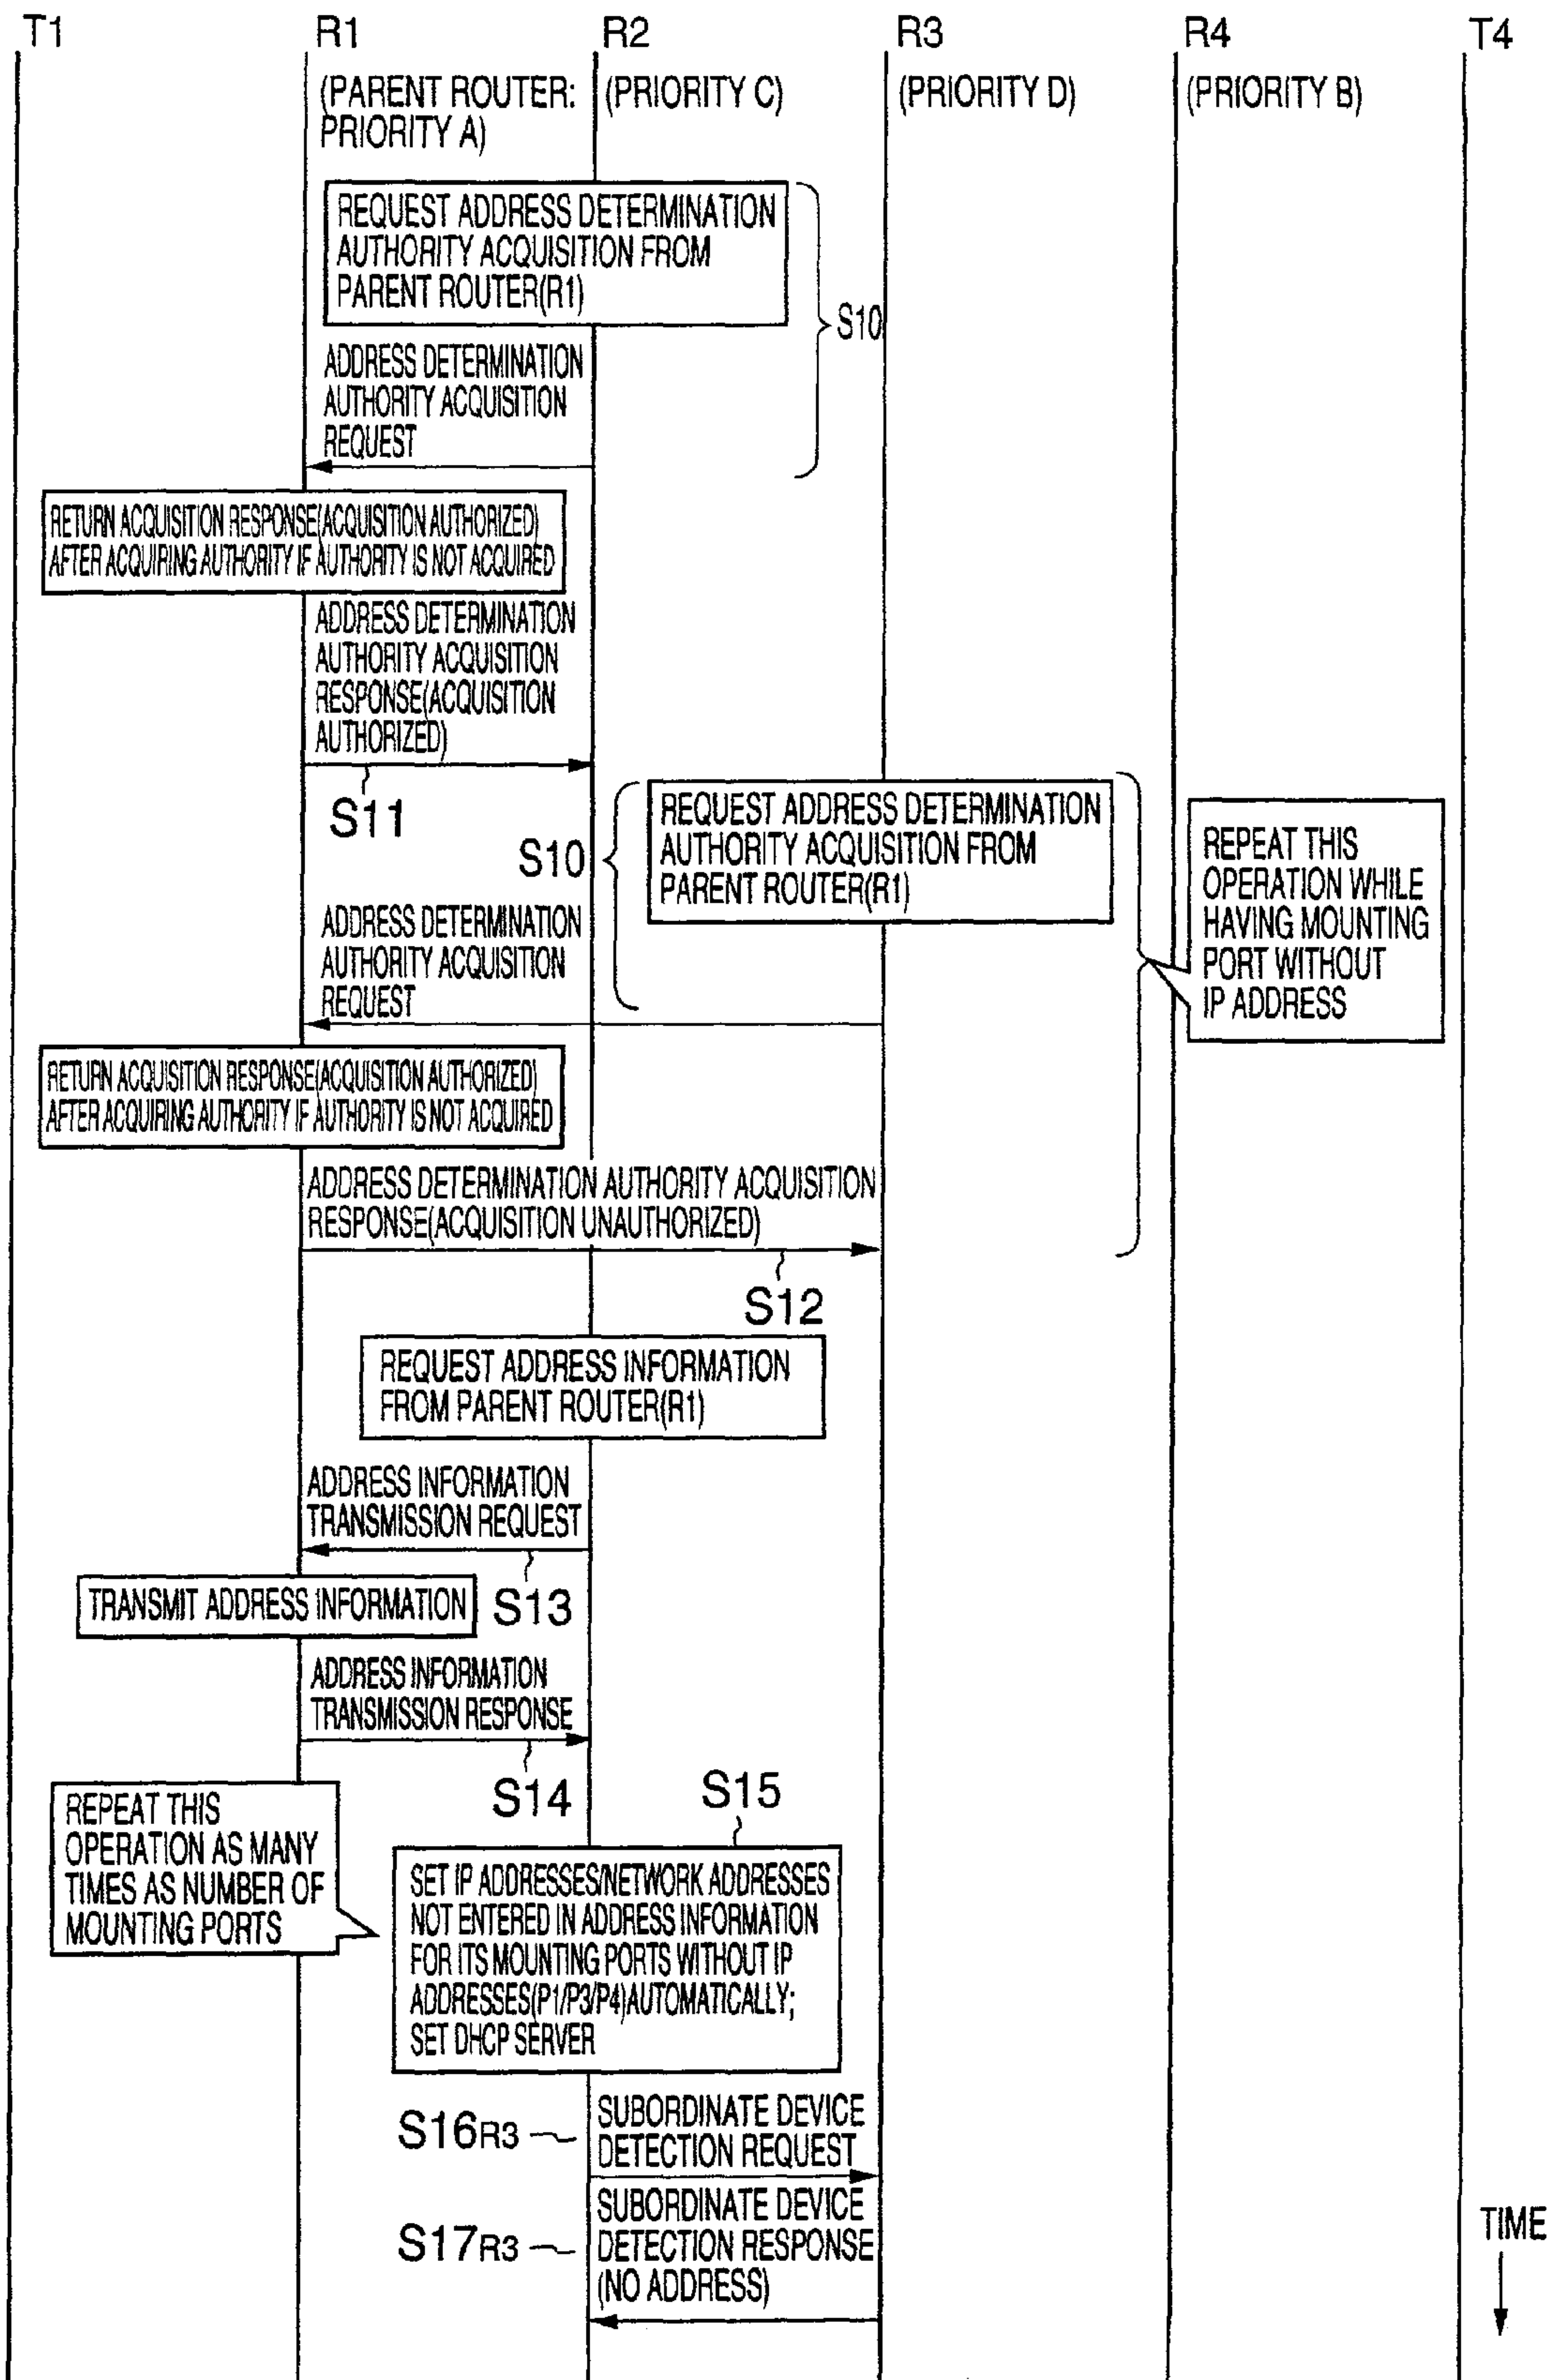 T1
R1
R2
R3
R4
T4
(PARENT ROUTER:
PRIORITY A)
(PRIORITY C)
(PRIORITY D)
(PRIORITY B)
REQUEST ADDRESS DETERMINATION
AUTHORITY ACQUISITION FROM
PARENT ROUTER(R1)
S10
ADDRESS DETERMINATION
AUTHORITY ACQUISITION
REQUEST
RETURN ACQUISITION RESPONSE(ACQUISITION AUTHORIZED)
AFTER ACQUIRING AUTHORITY IF AUTHORITY IS NOT ACQUIRED
ADDRESS DETERMINATION
AUTHORITY ACQUISITION
RESPONSE(ACQUISITION
AUTHORIZED)
S11
S10
REQUEST ADDRESS DETERMINATION
AUTHORITY ACQUISITION FROM
PARENT ROUTER(R1)
REPEAT THIS
OPERATION WHILE
HAVING MOUNTING
PORT WITHOUT
IP ADDRESS
ADDRESS DETERMINATION
AUTHORITY ACQUISITION
REQUEST
RETURN ACQUISITION RESPONSE(ACQUISITION AUTHORIZED)
AFTER ACQUIRING AUTHORITY IF AUTHORITY IS NOT ACQUIRED
ADDRESS DETERMINATION AUTHORITY ACQUISITION
RESPONSE(ACQUISITION UNAUTHORIZED)
S12
REQUEST ADDRESS INFORMATION
FROM PARENT ROUTER(R1)
ADDRESS INFORMATION
TRANSMISSION REQUEST
S13
TRANSMIT ADDRESS INFORMATION
ADDRESS INFORMATION
TRANSMISSION RESPONSE
S14
S15
REPEAT THIS
OPERATION AS MANY
TIMES AS NUMBER OF
MOUNTING PORTS
SET IP ADDRESSES/NETWORK ADDRESSES
NOT ENTERED IN ADDRESS INFORMATION
FOR ITS MOUNTING PORTS WITHOUT IP
ADDRESSES(P1/P3/P4)AUTOMATICALLY;
SET DHCP SERVER
S16R3
SUBORDINATE DEVICE
DETECTION REQUEST
S17R3
SUBORDINATE DEVICE
DETECTION RESPONSE
(NO ADDRESS)
TIME